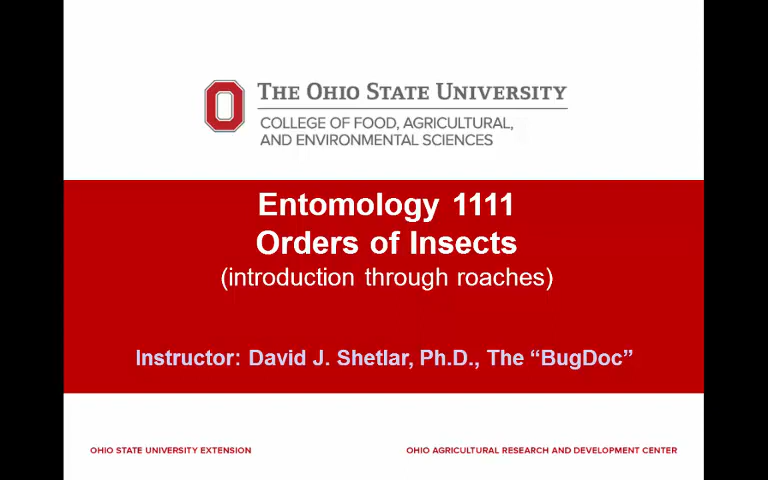 THE OHIO STATE UNIVERSITY
COLLEGE OF FOOD, AGRICULTURAL,
AND ENVIRONMENTAL SCIENCES
Entomology 1111
Orders of Insects
(introduction through roaches)
Instructor: David J. Shetlar, Ph.D., The “BugDoc”
OHIO STATE UNIVERSITY EXTENSION
OHIO AGRICULTURAL RESEARCH AND DEVELOPMENT CENTER